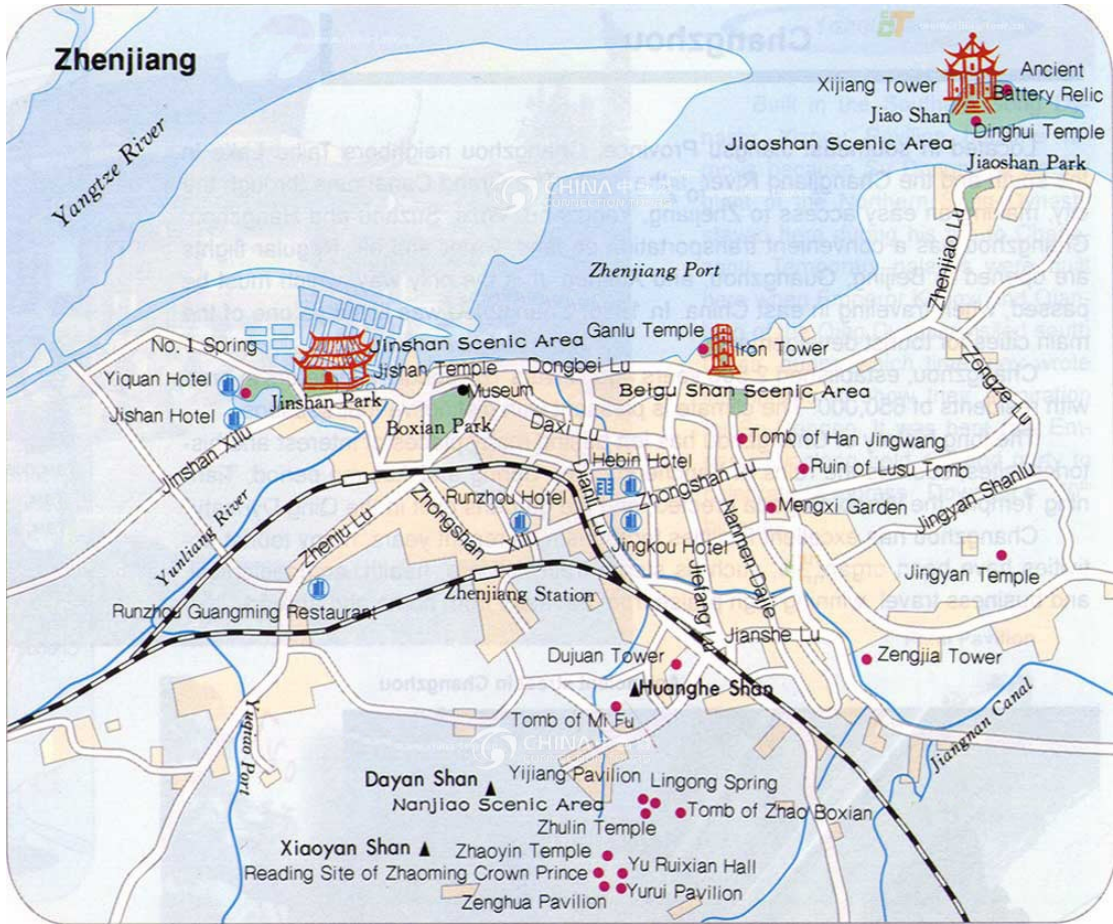 Zhenjiang
Yangtze River
Xijiang Tower
Ancient
Battery Relic
Jiao Shan
Dinghui Temple
Jiaoshan Scenic Area
Jiaoshan Park
CHINA 中
Zhenjiao Lu
Zhenjiang Port
Ganlu Temple
Iron Tower
No. 1 Spring
Jinshan Scenic Area
Jishan Temple
Dongbei Lu
Beigu Shan Scenic Area
Zongze Lu
Yiquan Hotel
Museum
Jinshan Park
Jishan Hotel
Boxian Park
Daxi Lu
Tomb of Han Jingwang
Jinshan Xilu
Hebin Hotel
Ruin of Lusu Tomb
Zhongshan Lu
Runzhou Hotel
Dianli Lu
Mengxi Garden
Jingyan Shanlu
Yunliang River
Zhenliu Lu
Zhongshan Xilu
Jingkou Hotel
Nanmen Dajie
Jiefang Lu
Jingyan Temple
Zhenjiang Station
Runzhou Guangming Restaurant
Jianshe Lu
Dujuan Tower
Zengjia Tower
Huanghe Shan
Tomb of Mi Fu
Yuqiao Port
Jiangnan Canal
CHINA 中
Dayan Shan
Yijiang Pavilion
Lingong Spring
Nanjiao Scenic Area
Tomb of Zhao Boxian
Zhulin Temple
Xiaoyan Shan
Zhaoyin Temple
Yu Ruixian Hall
Reading Site of Zhaoming Crown Prince
Zenghua Pavilion
Yurui Pavilion